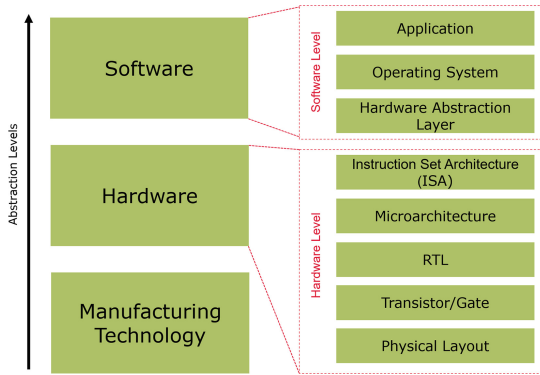 Abstraction Levels
Software
Hardware
Manufacturing
Technology
Software Level
Application
Operating System
Hardware Abstraction
Layer
Hardware Level
Instruction Set Architecture
(ISA)
Microarchitecture
RTL
Transistor/Gate
Physical Layout